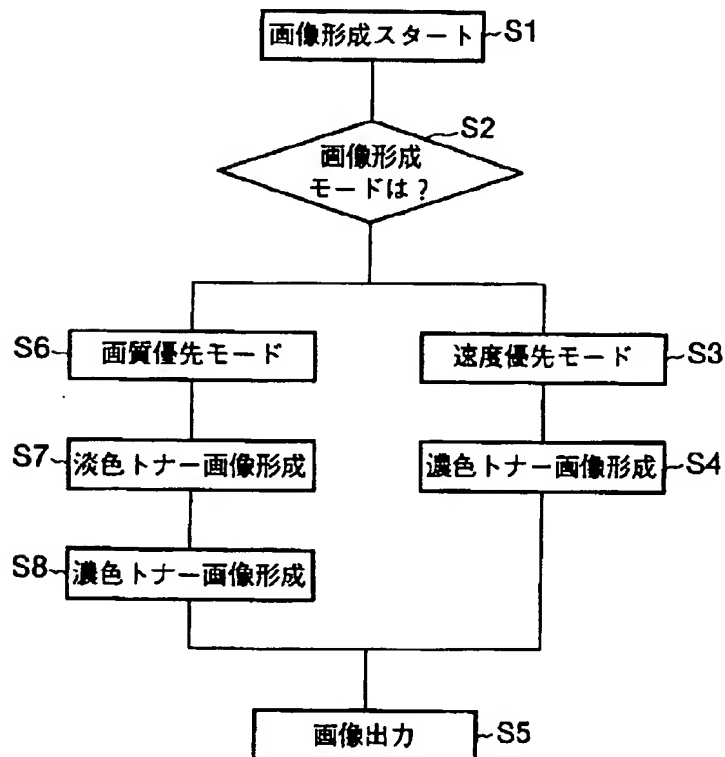 画像形成スタート S1
S2
画像形成
モードは?
S6 画質優先モード
速度優先モード S3
S7 淡色トナー画像形成
濃色トナー画像形成 S4
S8 濃色トナー画像形成
画像出力 S5